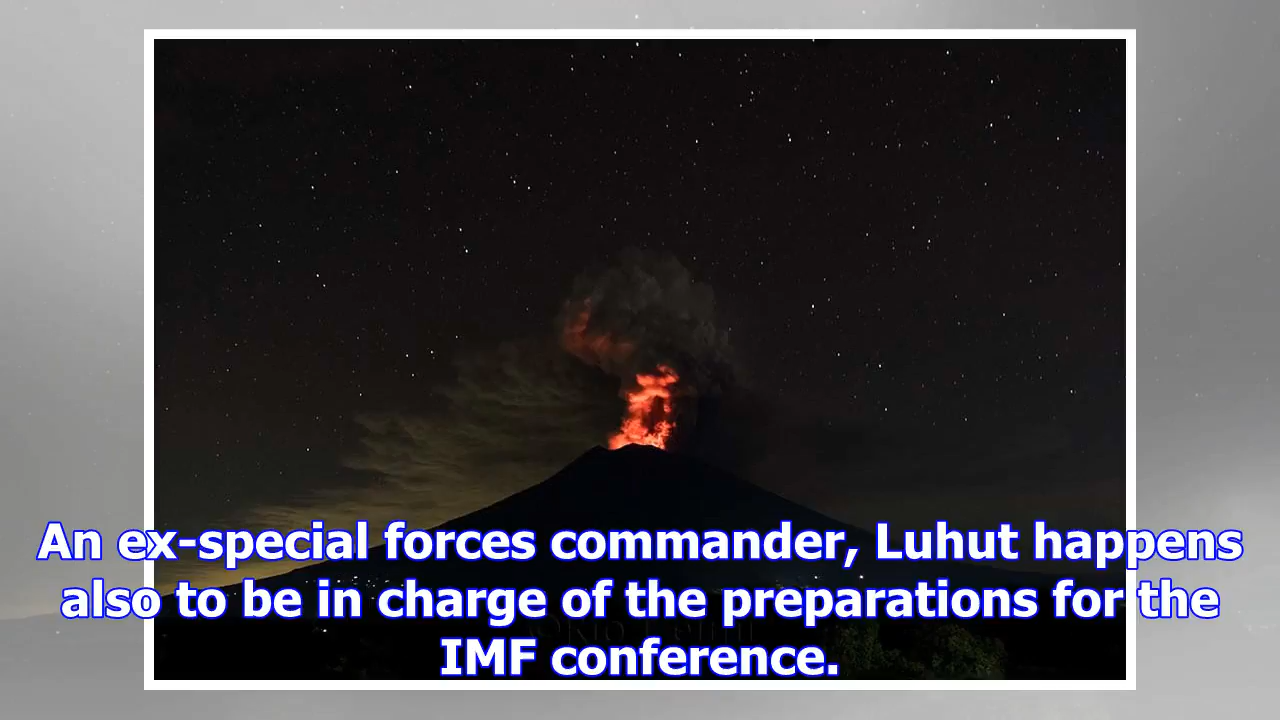 An ex-special forces commander, Luhut happens
also to be in charge of the preparations for the
IMF conference.